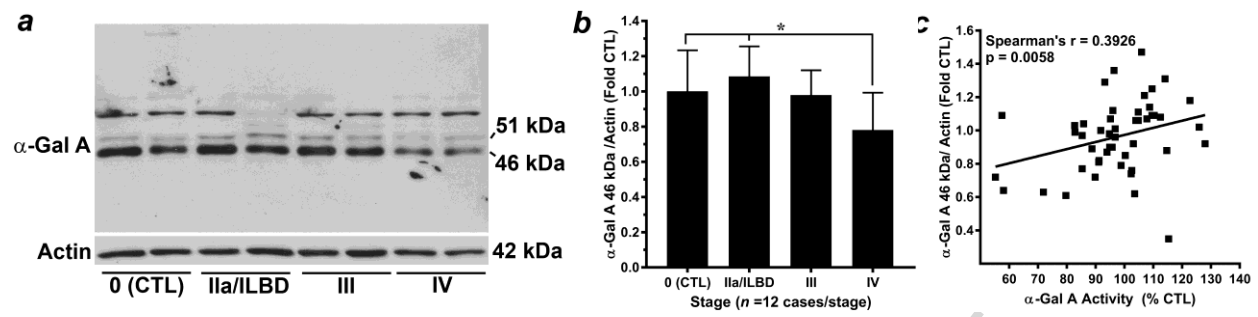 a
α-Gal A
51 kDa
46 kDa
Actin
42 kDa
0 (CTL)
IIa/ILBD
III
IV
b
α-Gal A 46 kDa /Actin (Fold CTL)
1.4
1.2
1.0
0.8
0.6
0.4
0.2
0.0
*
0 (CTL)
IIa/ILBD
III
IV
Stage (n =12 cases/stage)
c
α-Gal A 46 kDa/ Actin (Fold CTL)
Spearman's r = 0.3926
p = 0.0058
1.6
1.4
1.2
1.0
0.8
0.6
0.4
60 70 80 90 100 110 120 130 140
α-Gal A Activity (% CTL)